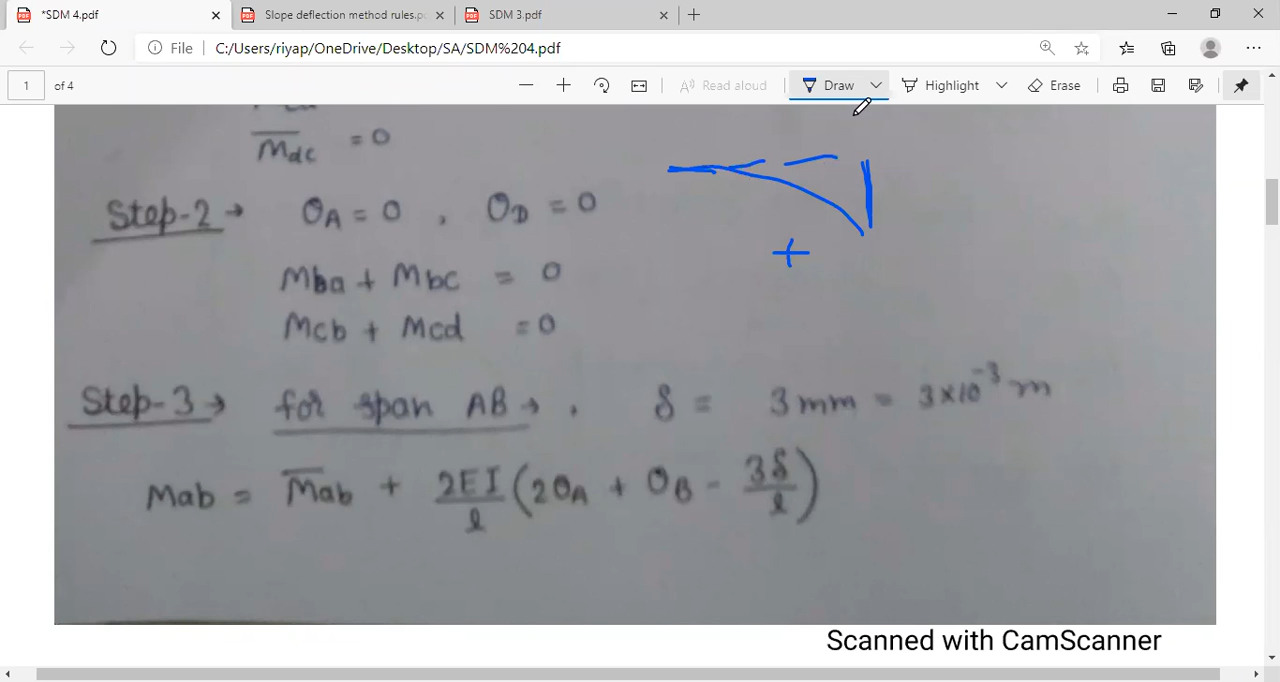 *SDM 4.pdf
Slope deflection method rules.pd
SDM 3.pdf
File
C:/Users/riyap/OneDrive/Desktop/SA/SDM%204.pdf
1 of 4
Read aloud
Draw
Highlight
Erase
M̅dc = 0
Step-2 → θA = 0 , θD = 0
Mba + Mbc = 0
Mcb + Mcd = 0
+
Step-3 → for span AB → , δ = 3 mm = 3×10⁻³ m
Mab = M̅ab + 2EI/l (2θA + θB - 3δ/l)
Scanned with CamScanner